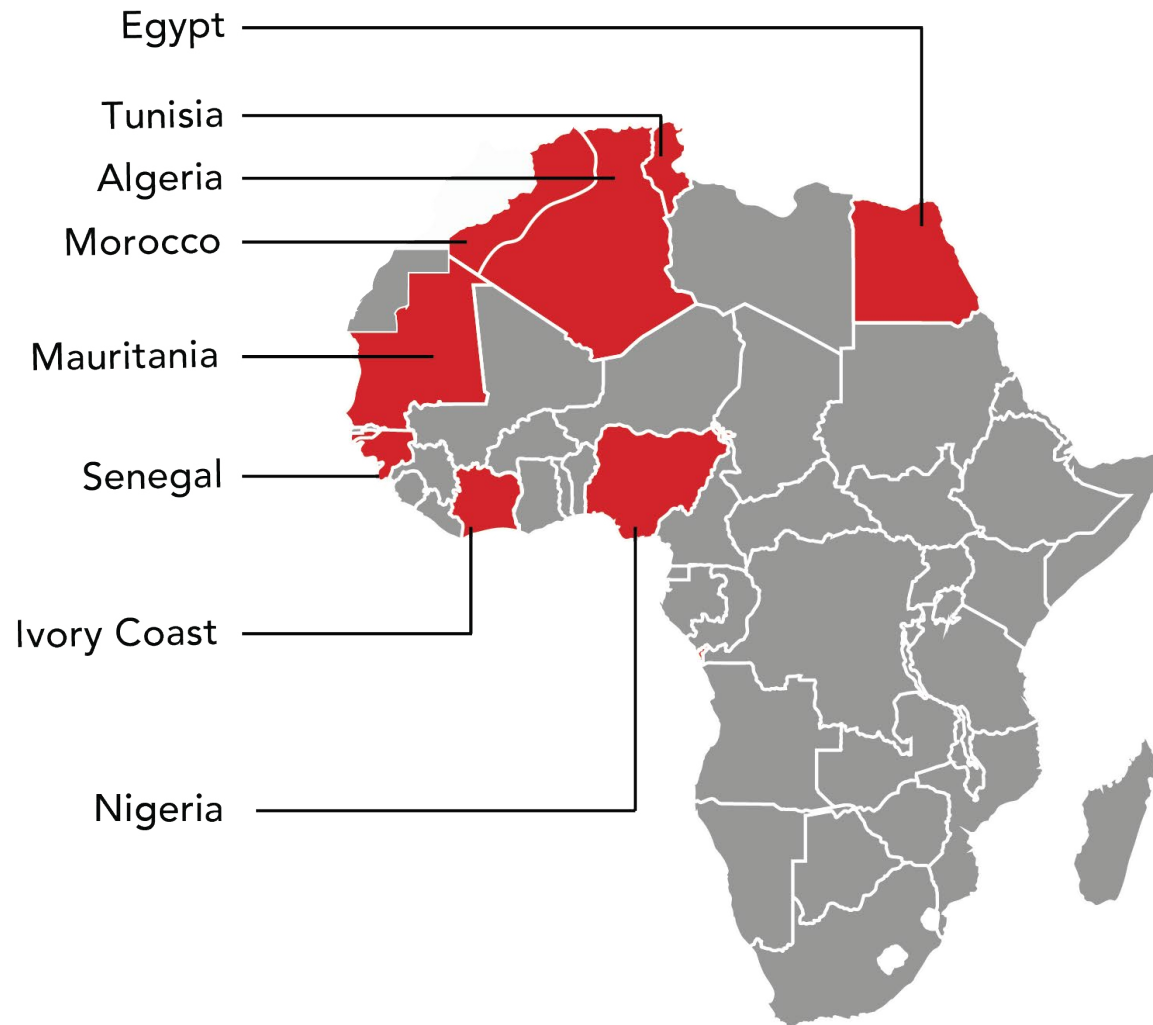 Egypt
Tunisia
Algeria
Morocco
Mauritania
Senegal
Ivory Coast
Nigeria